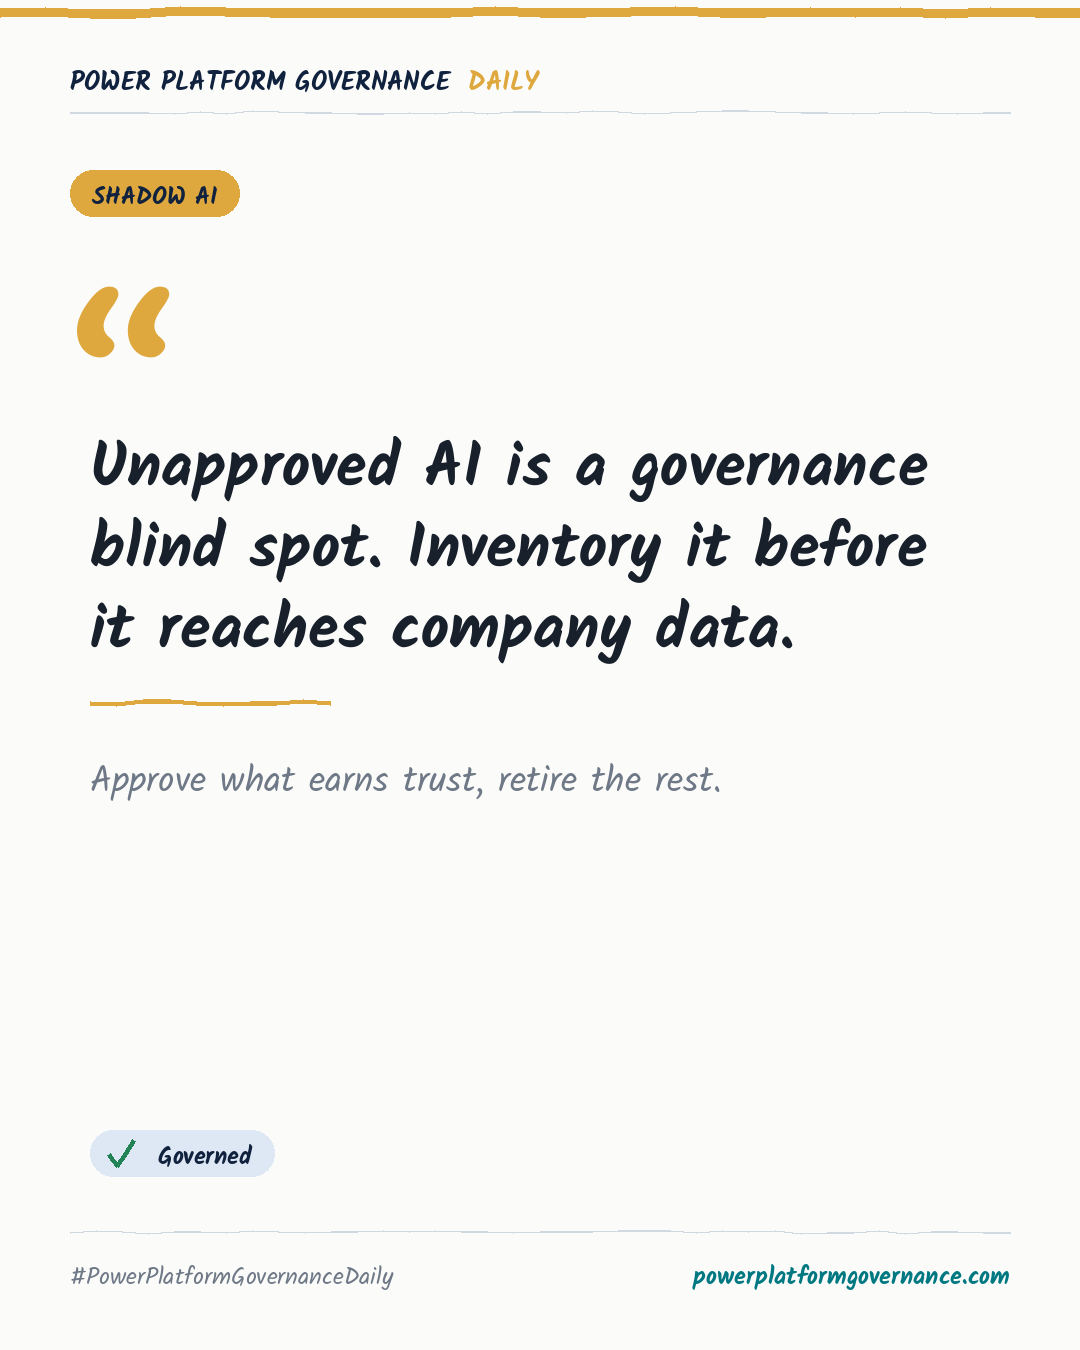 POWER PLATFORM GOVERNANCE DAILY
SHADOW AI
“
Unapproved AI is a governance
blind spot. Inventory it before
it reaches company data.
Approve what earns trust, retire the rest.
✓ Governed
#PowerPlatformGovernanceDaily
powerplatformgovernance.com